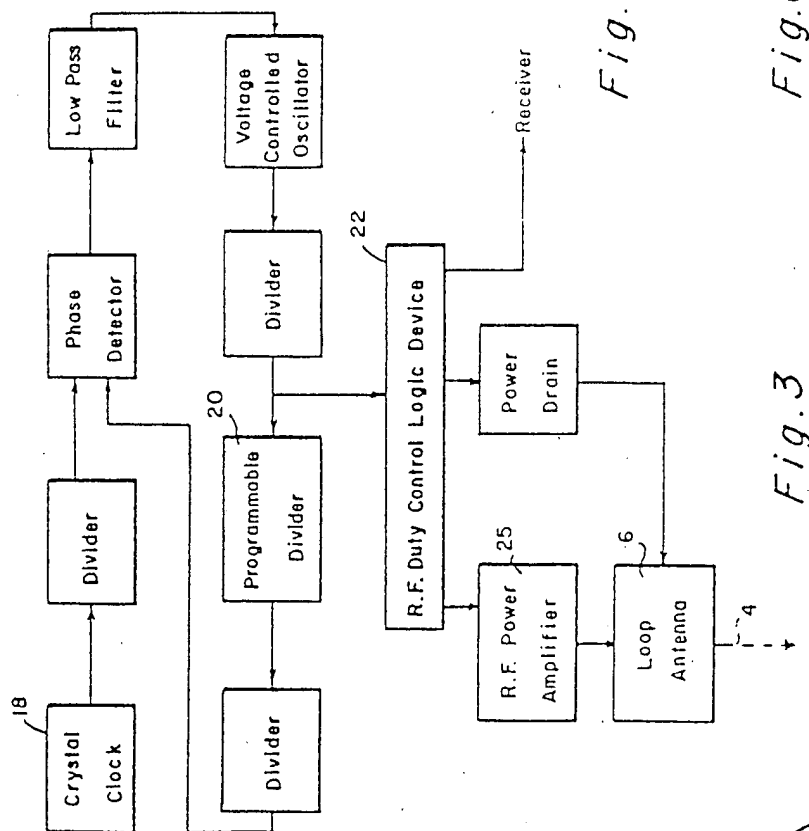 18
Crystal
Clock
Divider
Phase
Detector
Low Pass
Filter
Divider
20
Programmable
Divider
Divider
Voltage
Controlled
Oscillator
22
R.F. Duty Control Logic Device
25
R.F. Power
Amplifier
Power
Drain
Receiver
6
Loop
Antenna
4
Fig. 3
Fig.
Fig.